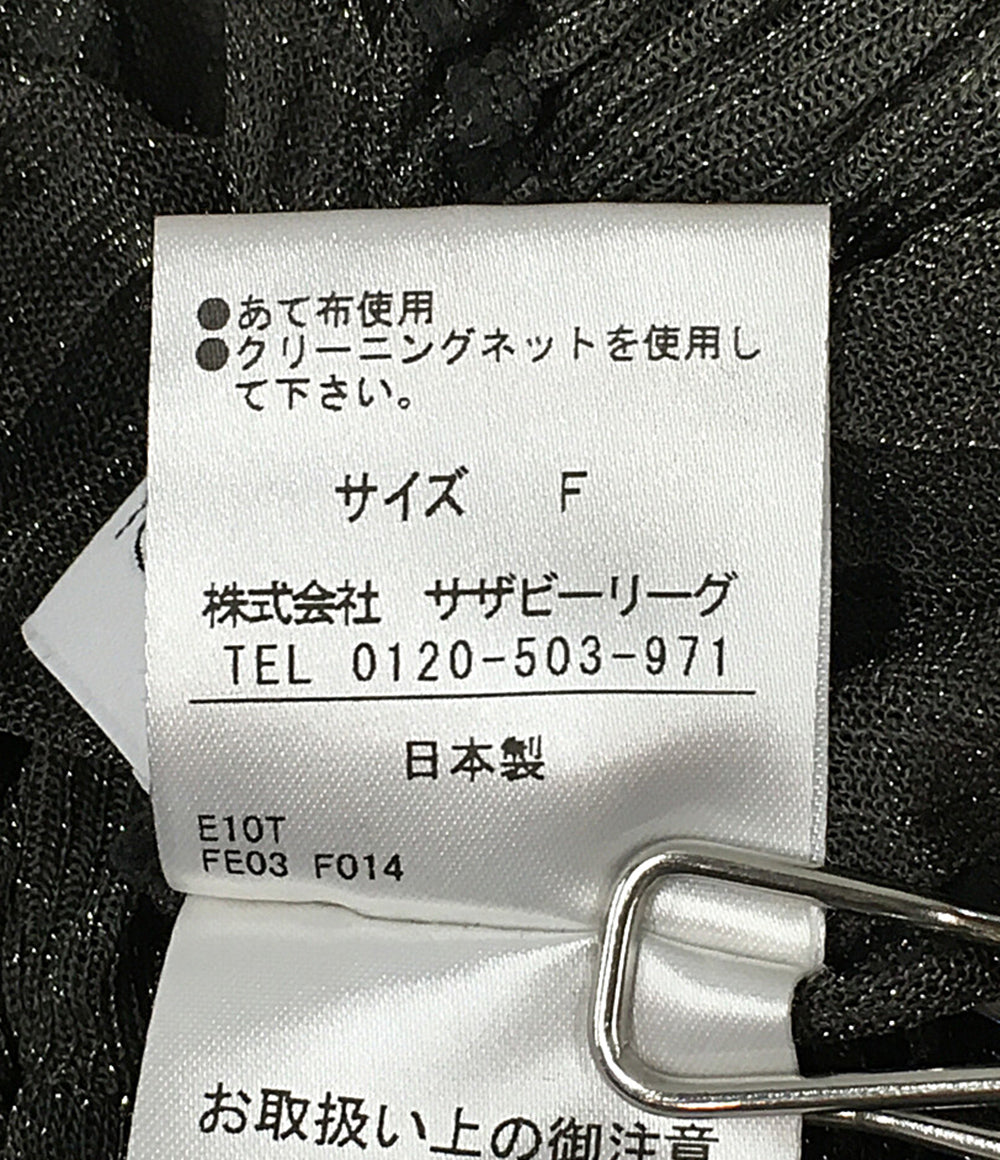 ●あて布使用
●クリーニングネットを使用し
て下さい。
サイズ F
株式会社 サザビーリーグ
TEL 0120-503-971
日本製
E10T
FE03 F014
お取扱い上の御注意